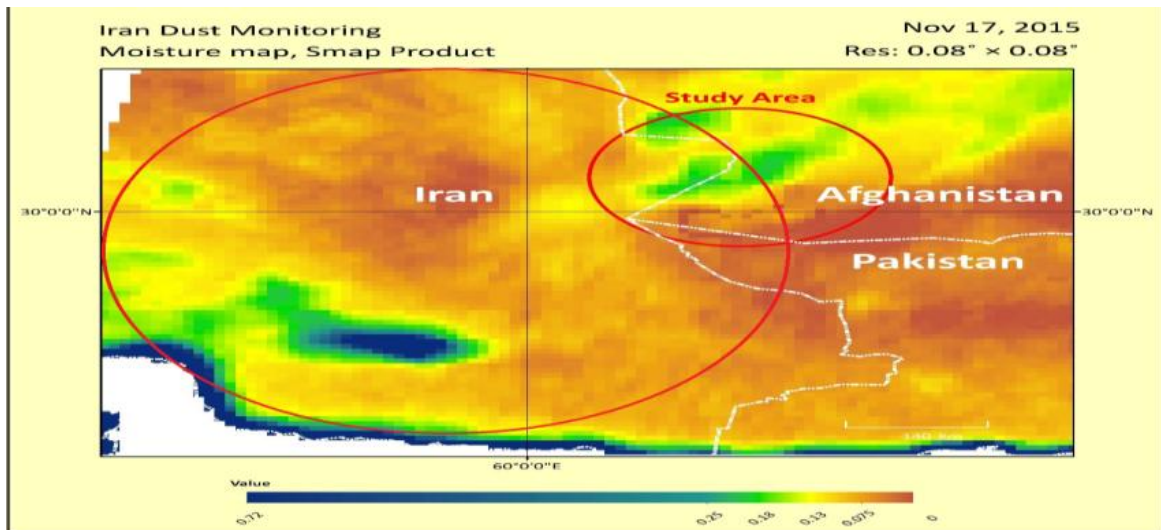 Iran Dust Monitoring
Moisture map, Smap Product
Nov 17, 2015
Res: 0.08° × 0.08°
Study Area
Iran
Afghanistan
30°0'0"N
30°0'0"N
Pakistan
60°0'0"E
Value
0.72
0.25
0.18
0.13
0.075
0